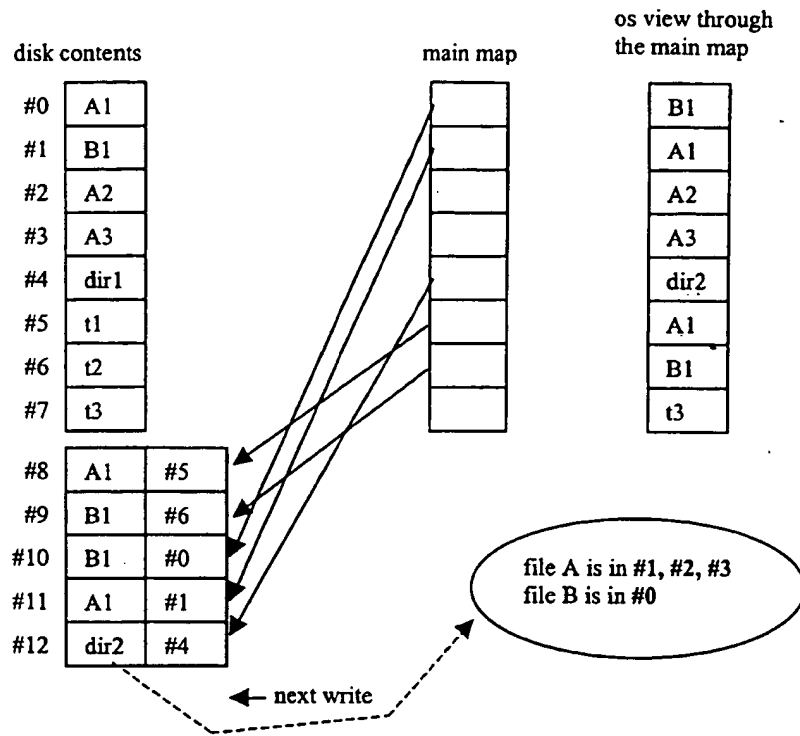 disk contents
main map
os view through
the main map
#0 A1
#1 B1
#2 A2
#3 A3
#4 dir1
#5 t1
#6 t2
#7 t3
#8 A1 #5
#9 B1 #6
#10 B1 #0
#11 A1 #1
#12 dir2 #4
B1
A1
A2
A3
dir2
A1
B1
t3
file A is in #1, #2, #3
file B is in #0
next write